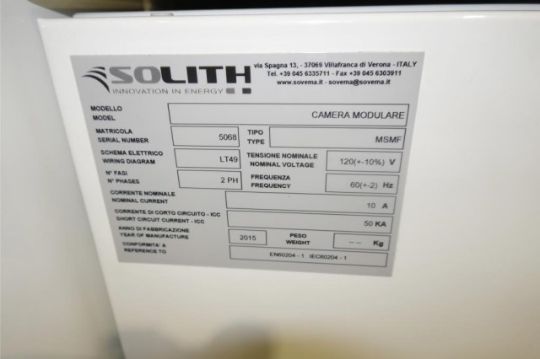 SOLITH
INNOVATION IN ENERGY
via Spagna 13, - 37069 Villafranca di Verona - ITALY
Tel. +39 045 6335711 - Fax +39 045 6303911
www.sovema.it - sovema@sovema.it
MODELLO
MODEL
CAMERA MODULARE
MATRICOLA
SERIAL NUMBER
5068
TIPO
TYPE
MSMF
SCHEMA ELETTRICO
WIRING DIAGRAM
LT49
TENSIONE NOMINALE
NOMINAL VOLTAGE
120(+-10%) V
N° FASI
N° PHASES
2 PH
FREQUENZA
FREQUENCY
60(+-2) Hz
CORRENTE NOMINALE
NOMINAL CURRENT
10 A
CORRENTE DI CORTO CIRCUITO - ICC
SHORT CIRCUIT CURRENT - ICC
50 KA
ANNO DI FABBRICAZIONE
YEAR OF MANUFACTURE
2015
PESO
WEIGHT
-- Kg
CONFORMITA' A
REFERENCE TO
EN60204 - 1 IEC60204 - 1